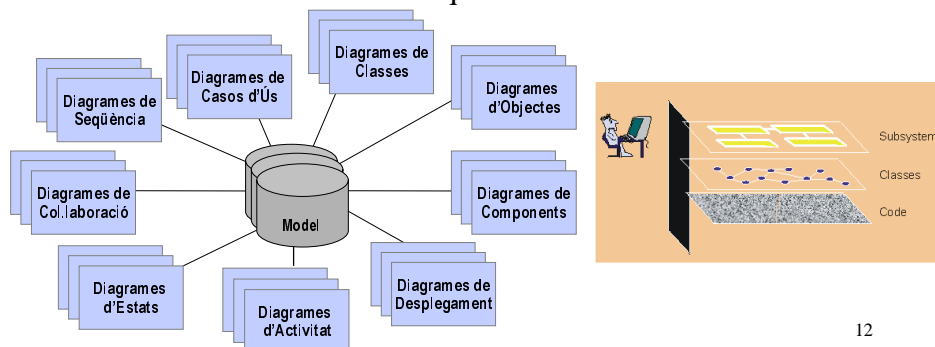 Diagrames de
Seqüència
Diagrames de
Casos d'Ús
Diagrames de
Classes
Diagrames
d'Objectes
Diagrames de
Col.laboració
Model
Diagrames de
Components
Diagrames
d'Estats
Diagrames
d'Activitat
Diagrames de
Desplegament
Subsystem
Classes
Code
12